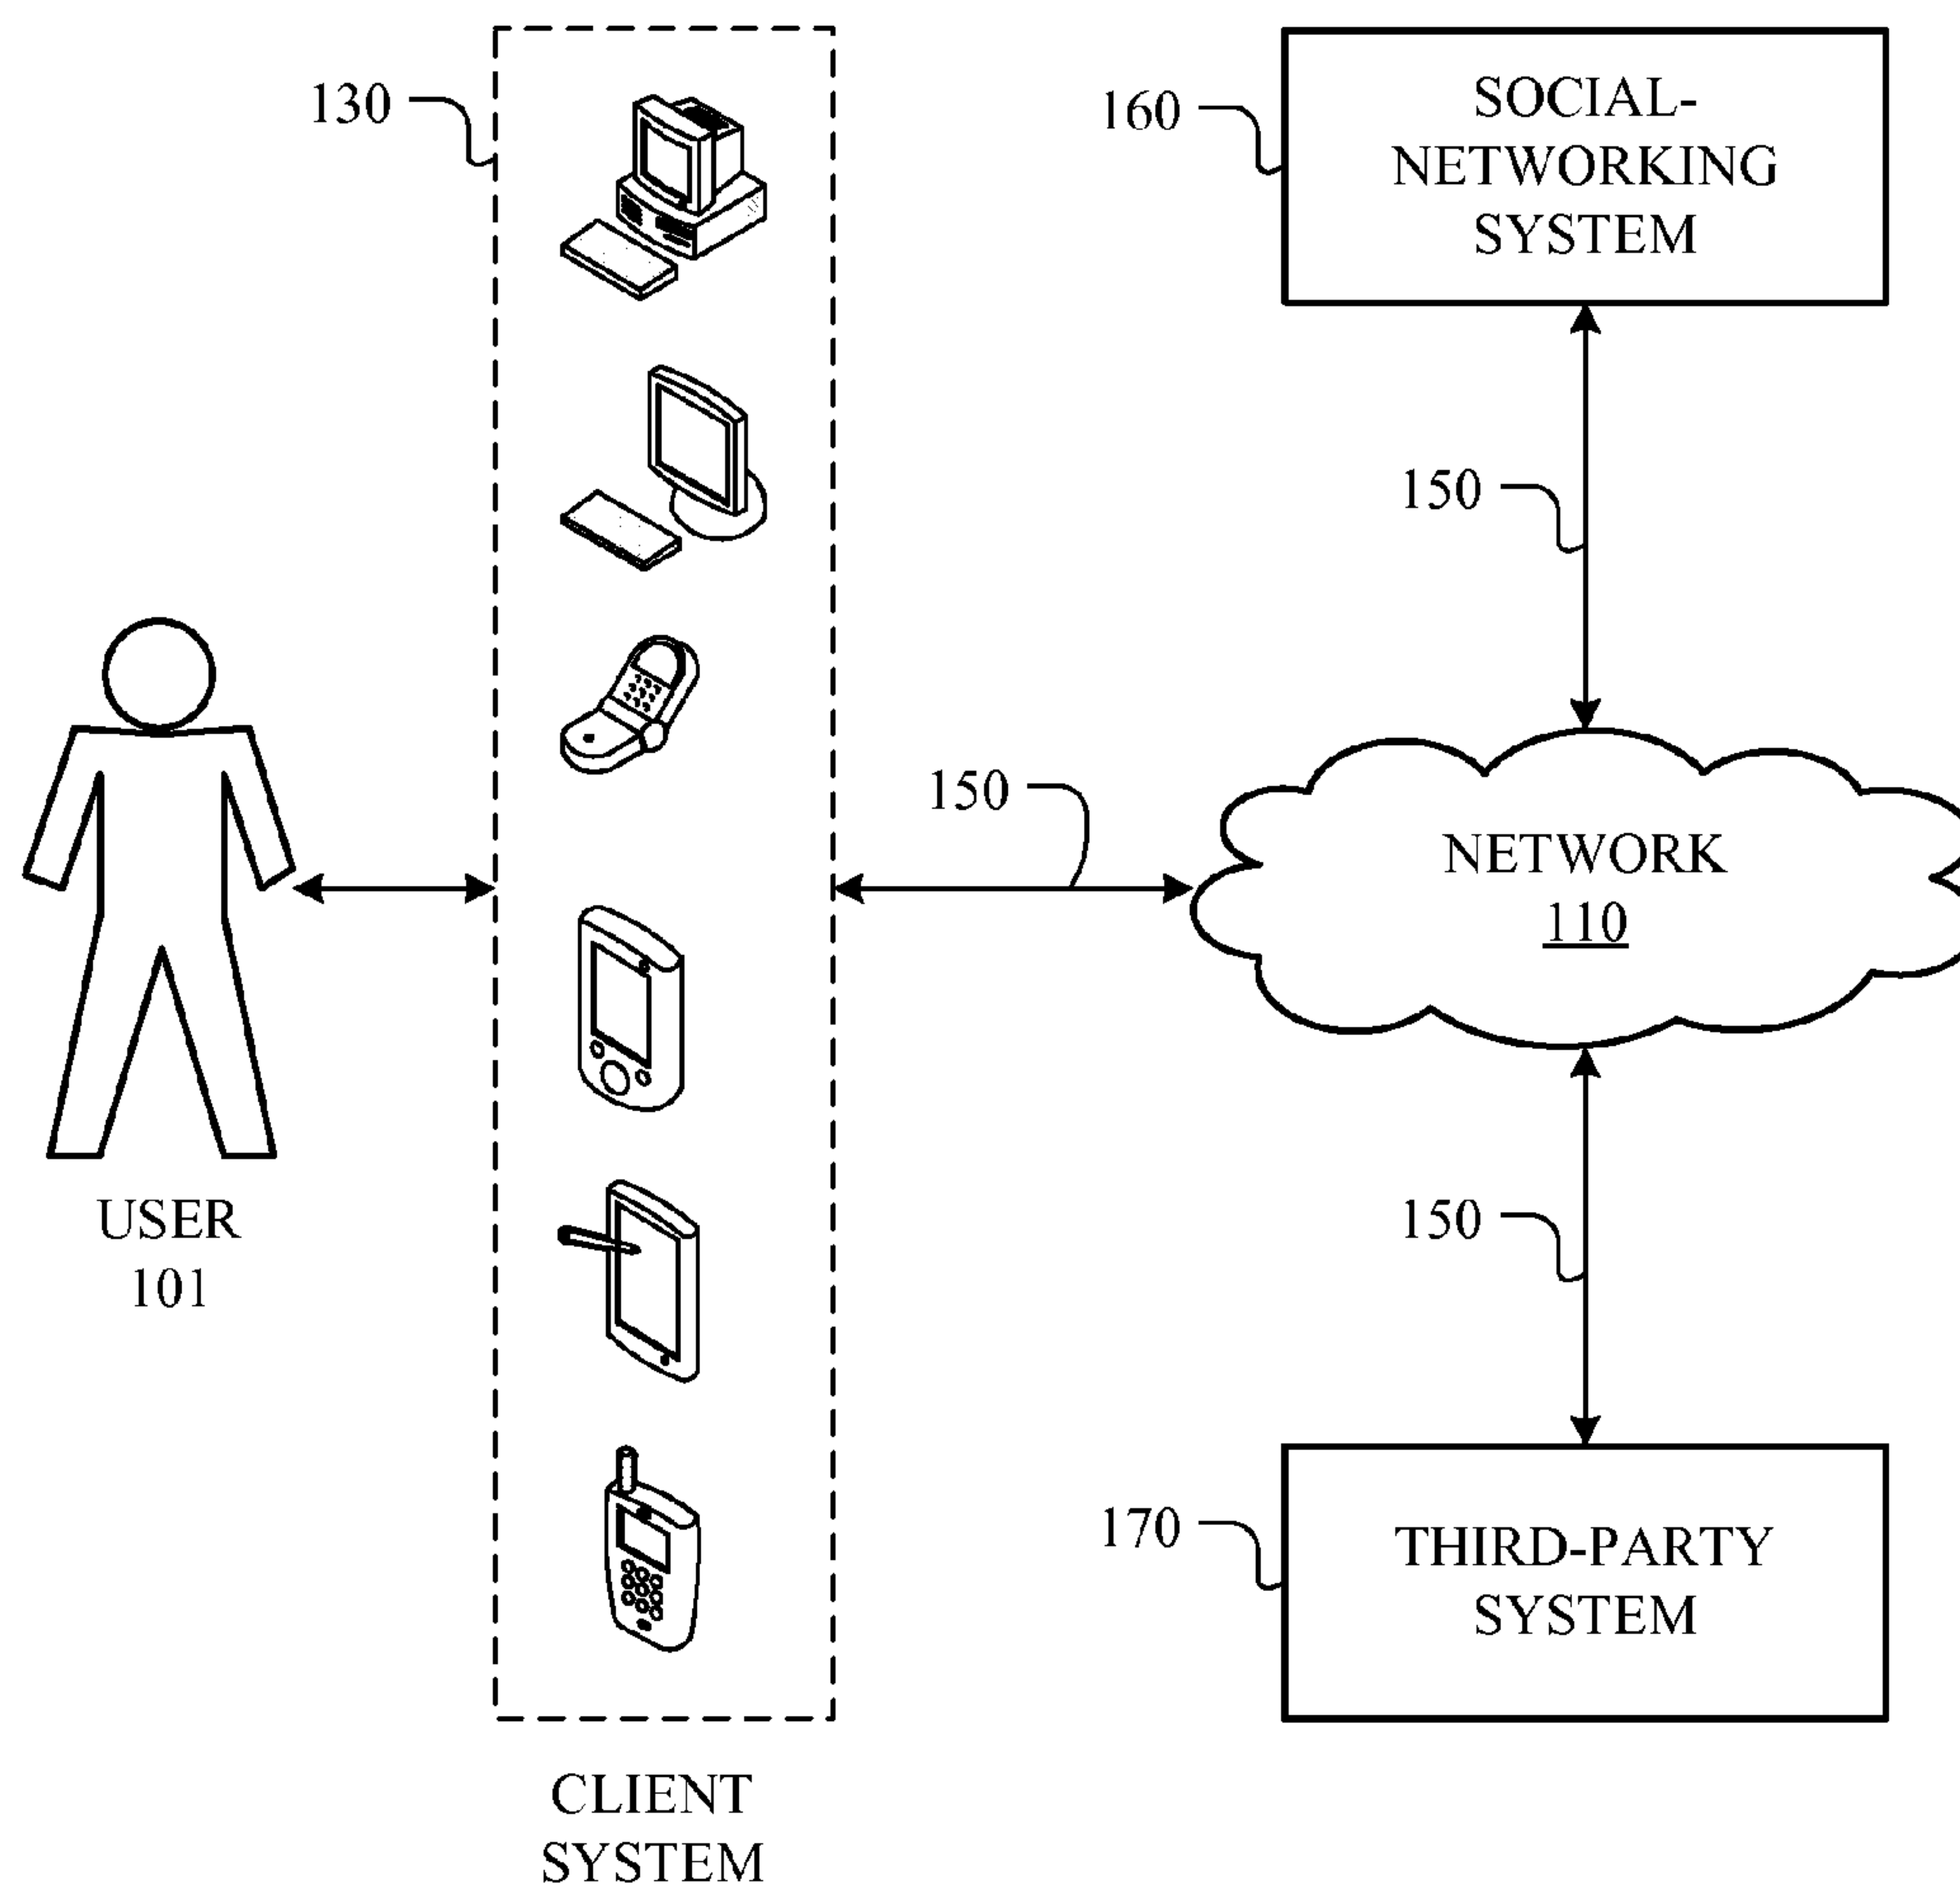 130
160
SOCIAL-
NETWORKING
SYSTEM
150
150
NETWORK
110
USER
101
150
170
THIRD-PARTY
SYSTEM
CLIENT
SYSTEM